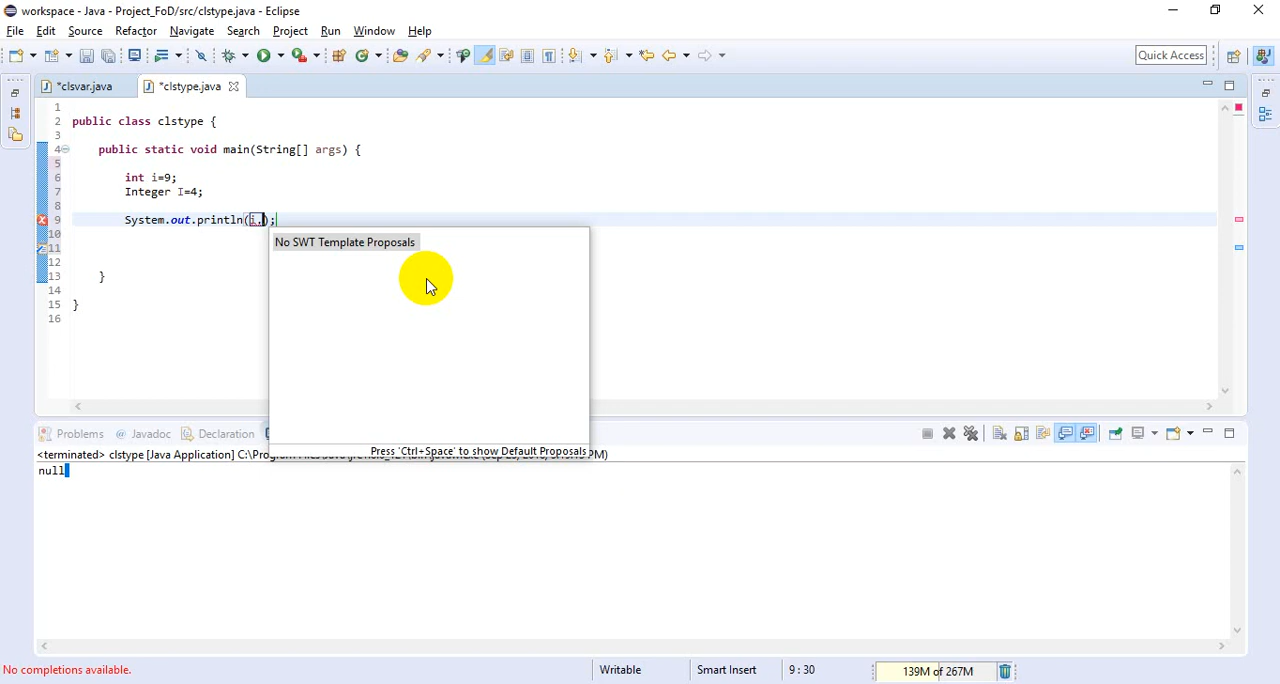 workspace - Java - Project_FoD/src/clstype.java - Eclipse
File Edit Source Refactor Navigate Search Project Run Window Help
Quick Access
*clsvar.java *clstype.java
1
2 public class clstype {
3
4 public static void main(String[] args) {
5
6 int i=9;
7 Integer I=4;
8
9 System.out.println(i.);
10
11
12
13 }
14
15 }
16
No SWT Template Proposals
Press 'Ctrl+Space' to show Default Proposals
Problems @ Javadoc Declaration
<terminated> clstype [Java Application] C:\Program
null
No completions available.
Writable Smart Insert 9:30 139M of 267M